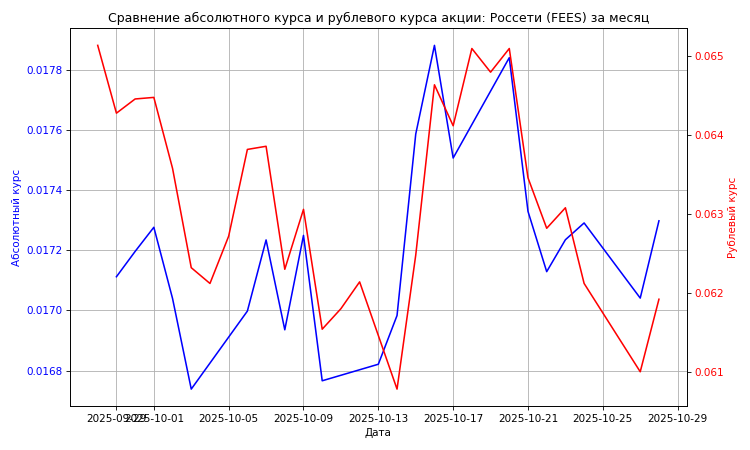 Сравнение абсолютного курса и рублевого курса акции: Россети (FEES) за месяц
0.0178
0.0176
0.0174
0.0172
0.0170
0.0168
Абсолютный курс
0.065
0.064
0.063
0.062
0.061
Рублевый курс
2025-09-29 2025-10-01 2025-10-05 2025-10-09 2025-10-13 2025-10-17 2025-10-21 2025-10-25 2025-10-29
Дата